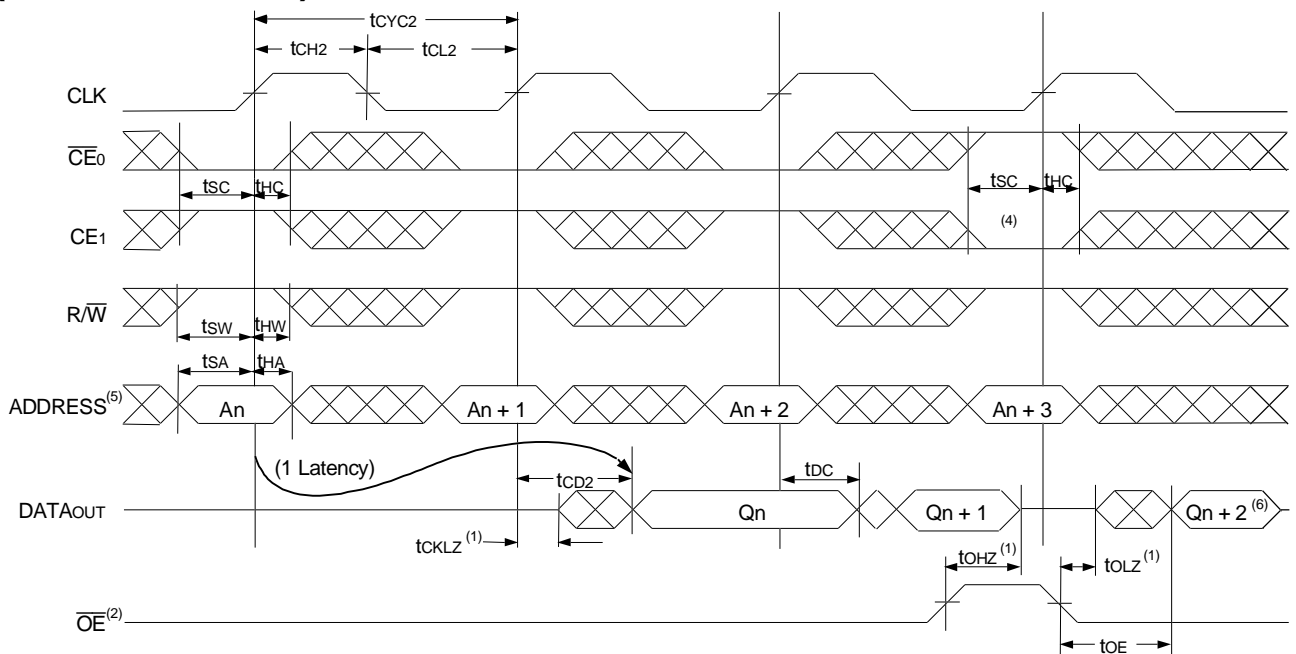 tCYC2
tCH2 tCL2
CLK
CE0
tSC tHC tSC tHC
CE1 (4)
R/W
tSW tHW
tSA tHA
ADDRESS(5) An An + 1 An + 2 An + 3
(1 Latency) tCD2 tDC
DATAOUT Qn Qn + 1 Qn + 2 (6)
tCKLZ (1) tOHZ (1) tOLZ (1)
OE(2)
tOE